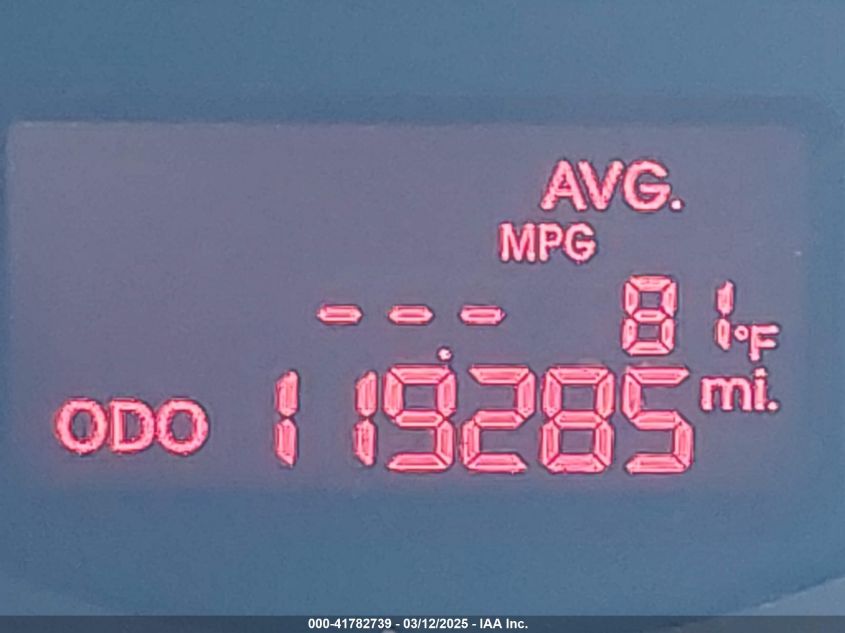 AVG.
MPG
--.- 81°F
ODO 119285 mi.
000-41782739 - 03/12/2025 - IAA Inc.